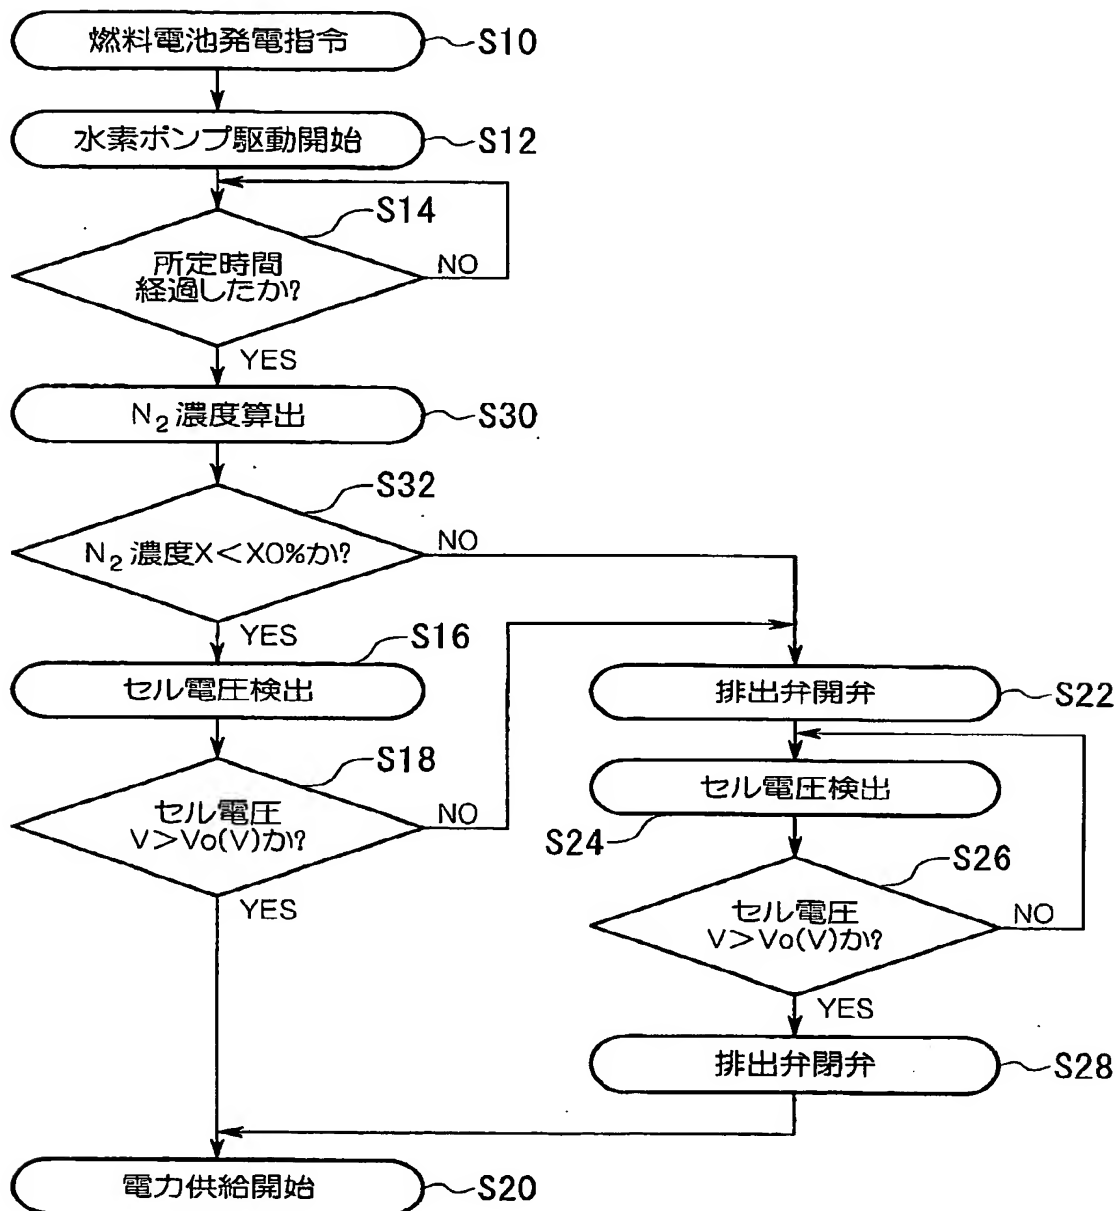 燃料電池発電指令
S10
水素ポンプ駆動開始
S12
S14
所定時間
経過したか?
NO
YES
N₂濃度算出
S30
S32
N₂濃度X<X0%か?
NO
YES
S16
セル電圧検出
S18
セル電圧
V>Vo(V)か?
NO
YES
排出弁開弁
S22
セル電圧検出
S24
S26
セル電圧
V>Vo(V)か?
NO
YES
排出弁閉弁
S28
電力供給開始
S20